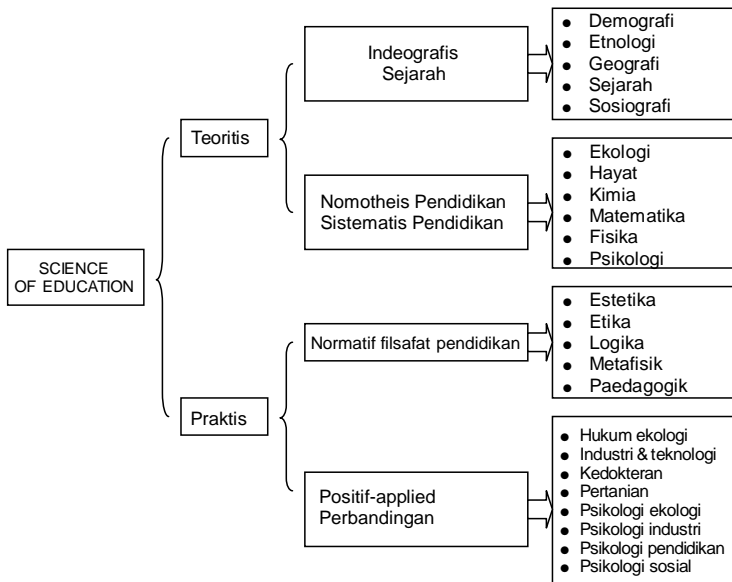 SCIENCE
OF EDUCATION
Teoritis
Indeografis
Sejarah
● Demografi
● Etnologi
● Geografi
● Sejarah
● Sosiografi
Nomotheis Pendidikan
Sistematis Pendidikan
● Ekologi
● Hayat
● Kimia
● Matematika
● Fisika
● Psikologi
Praktis
Normatif filsafat pendidikan
● Estetika
● Etika
● Logika
● Metafisik
● Paedagogik
Positif-applied
Perbandingan
● Hukum ekologi
● Industri & teknologi
● Kedokteran
● Pertanian
● Psikologi ekologi
● Psikologi industri
● Psikologi pendidikan
● Psikologi sosial